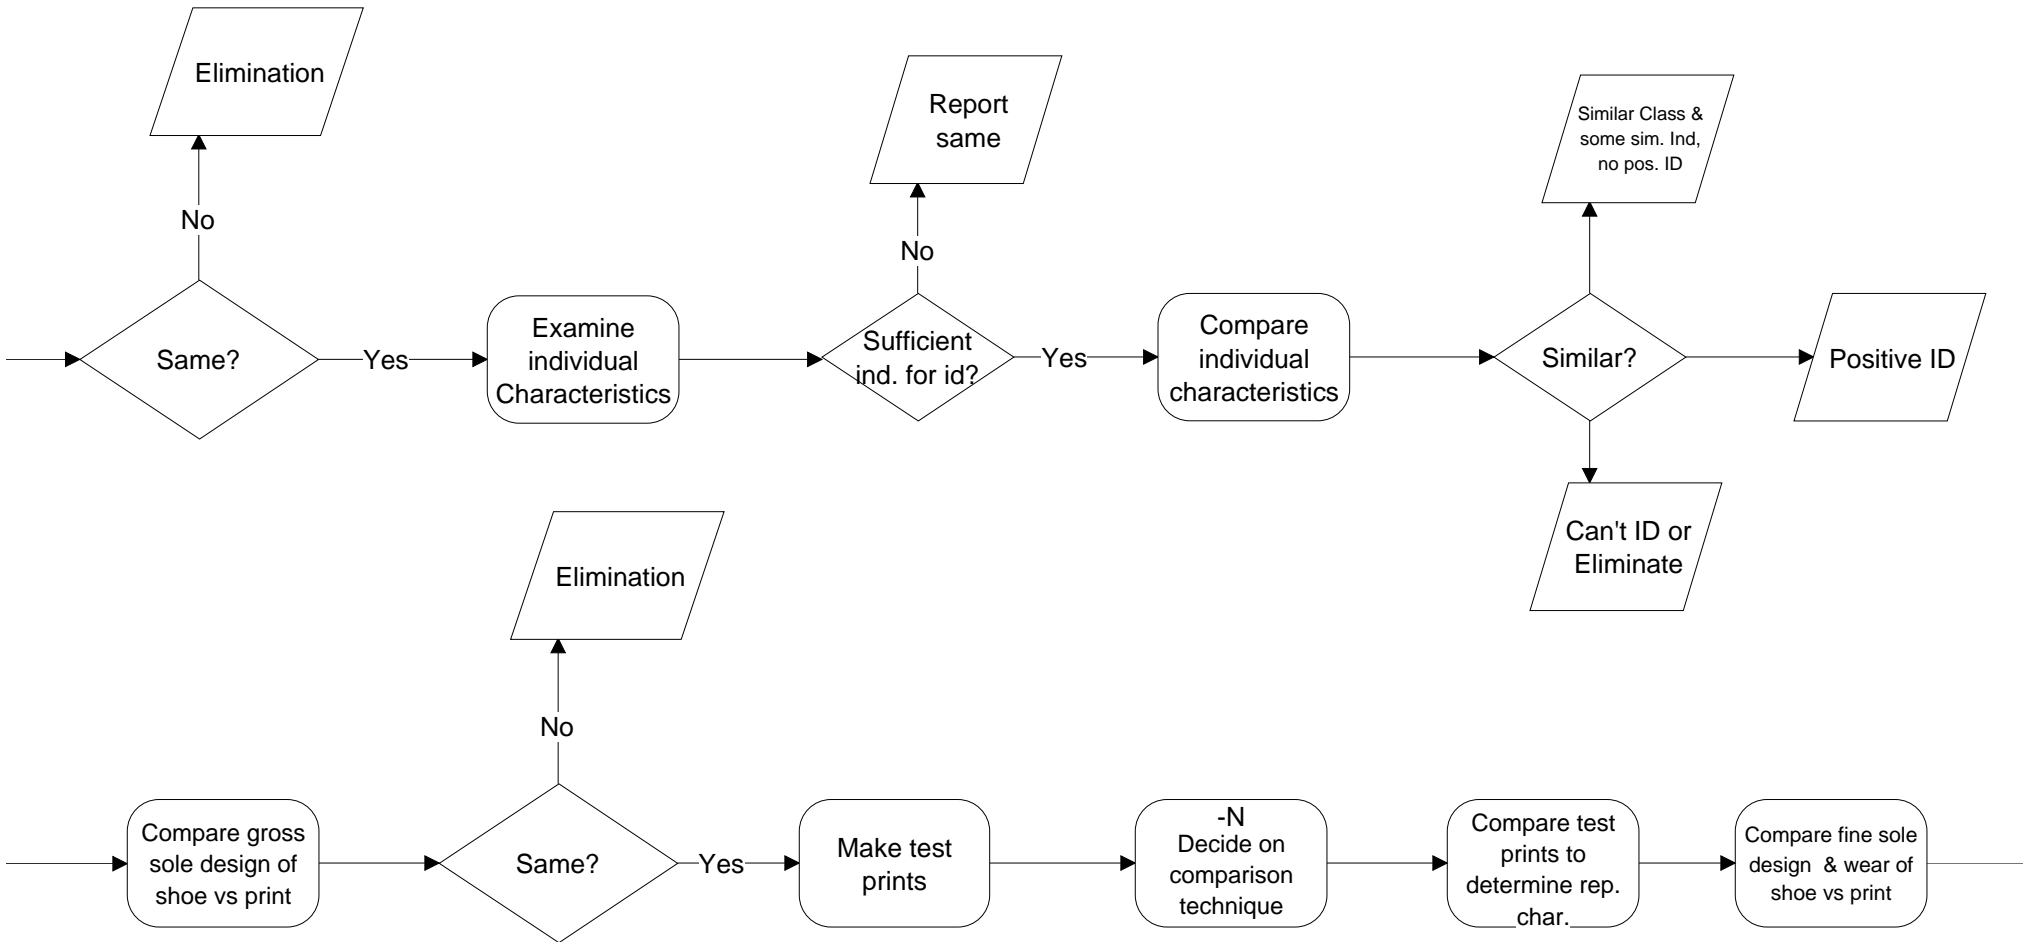 Elimination
No
Same?
Yes
Examine
individual
Characteristics
Report
same
No
Sufficient
ind. for id?
Yes
Compare
individual
characteristics
Similar Class &
some sim. Ind,
no pos. ID
Similar?
Positive ID
Can't ID or
Eliminate
Elimination
No
Compare gross
sole design of
shoe vs print
Same?
Yes
Make test
prints
-N
Decide on
comparison
technique
Compare test
prints to
determine rep.
char.
Compare fine sole
design & wear of
shoe vs print